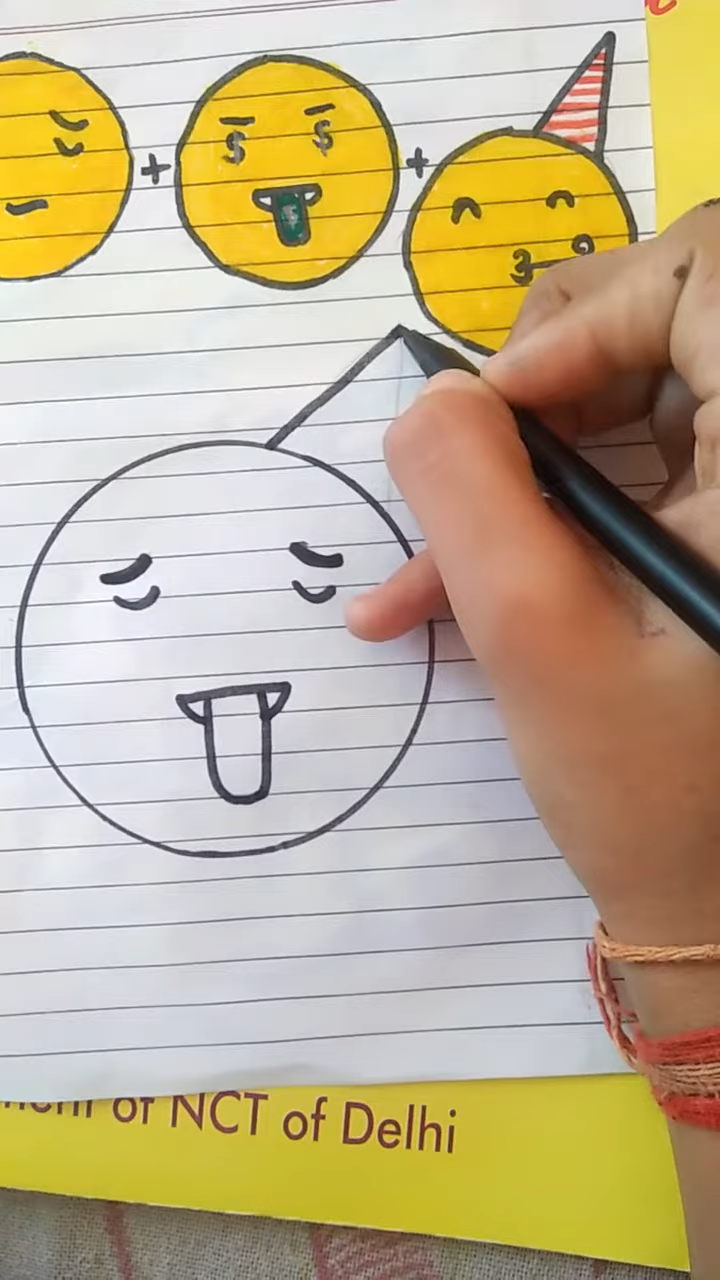 + $ $ +
of NCT of Delhi